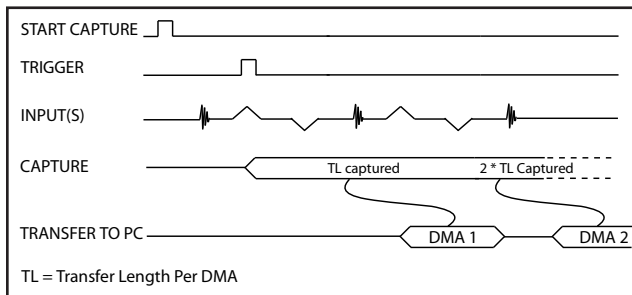 START CAPTURE
TRIGGER
INPUT(S)
CAPTURE
TL captured
2 * TL Captured
TRANSFER TO PC
DMA 1
DMA 2
TL = Transfer Length Per DMA